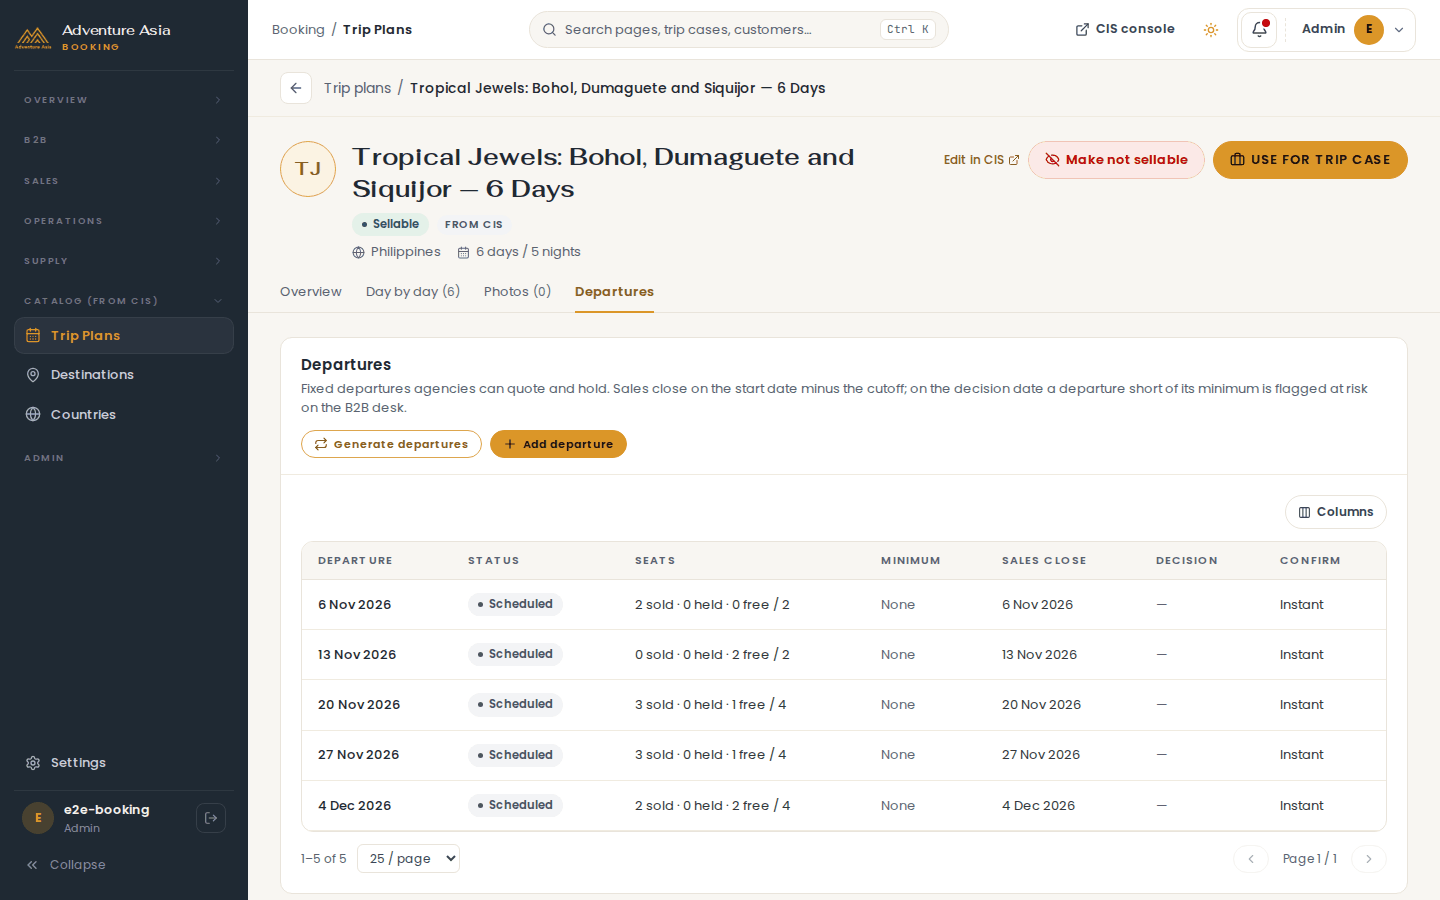 Adventure Asia
Adventure Asia
BOOKING
OVERVIEW
B2B
SALES
OPERATIONS
SUPPLY
CATALOG (FROM CIS)
Trip Plans
Destinations
Countries
ADMIN
Settings
E
e2e-booking
Admin
Collapse
Booking / Trip Plans
Search pages, trip cases, customers...
Ctrl K
CIS console
Admin
E
Trip plans / Tropical Jewels: Bohol, Dumaguete and Siquijor — 6 Days
TJ
Tropical Jewels: Bohol, Dumaguete and
Siquijor — 6 Days
Edit in CIS
Make not sellable
USE FOR TRIP CASE
Sellable
FROM CIS
Philippines
6 days / 5 nights
Overview
Day by day (6)
Photos (0)
Departures
Departures
Fixed departures agencies can quote and hold. Sales close on the start date minus the cutoff; on the decision date a departure short of its minimum is flagged at risk
on the B2B desk.
Generate departures
Add departure
Columns
DEPARTURE STATUS SEATS MINIMUM SALES CLOSE DECISION CONFIRM
6 Nov 2026 Scheduled 2 sold · 0 held · 0 free / 2 None 6 Nov 2026 — Instant
13 Nov 2026 Scheduled 0 sold · 0 held · 2 free / 2 None 13 Nov 2026 — Instant
20 Nov 2026 Scheduled 3 sold · 0 held · 1 free / 4 None 20 Nov 2026 — Instant
27 Nov 2026 Scheduled 3 sold · 0 held · 1 free / 4 None 27 Nov 2026 — Instant
4 Dec 2026 Scheduled 2 sold · 0 held · 2 free / 4 None 4 Dec 2026 — Instant
1–5 of 5
25 / page
Page 1 / 1